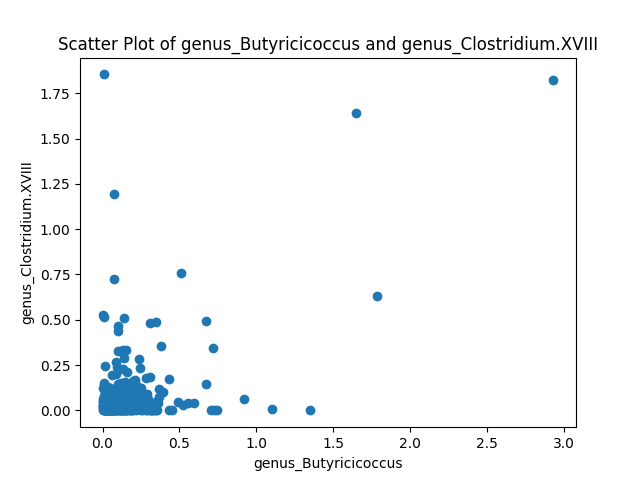 Scatter Plot of genus_Butyricicoccus and genus_Clostridium.XVIII
genus_Clostridium.XVIII
1.75
1.50
1.25
1.00
0.75
0.50
0.25
0.00
0.0 0.5 1.0 1.5 2.0 2.5 3.0
genus_Butyricicoccus